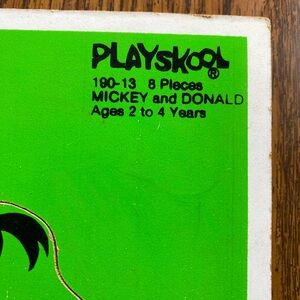 PLAYSKOOL®
190-13 8 Pieces
MICKEY and DONALD
Ages 2 to 4 Years